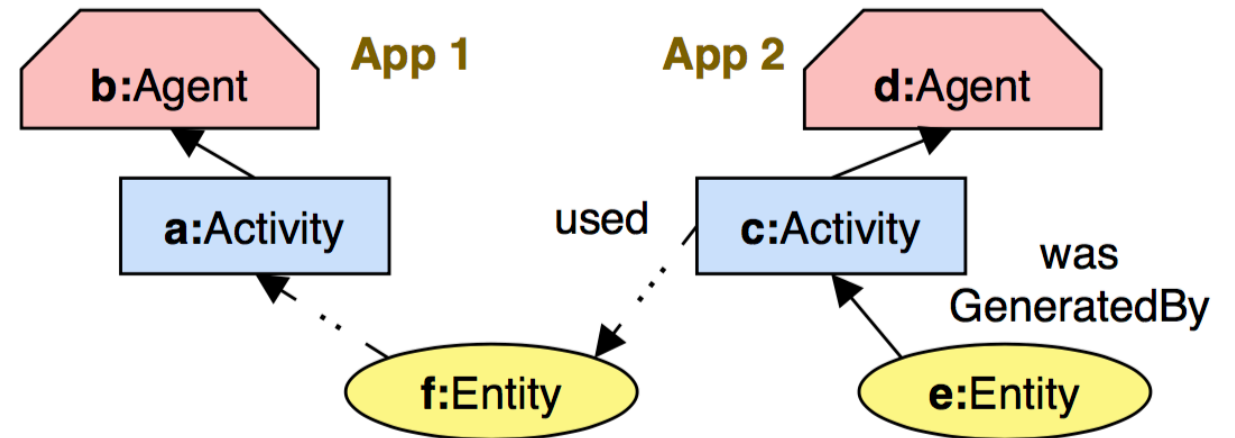 App 1
App 2
b:Agent
d:Agent
used
a:Activity
c:Activity
was
GeneratedBy
f:Entity
e:Entity